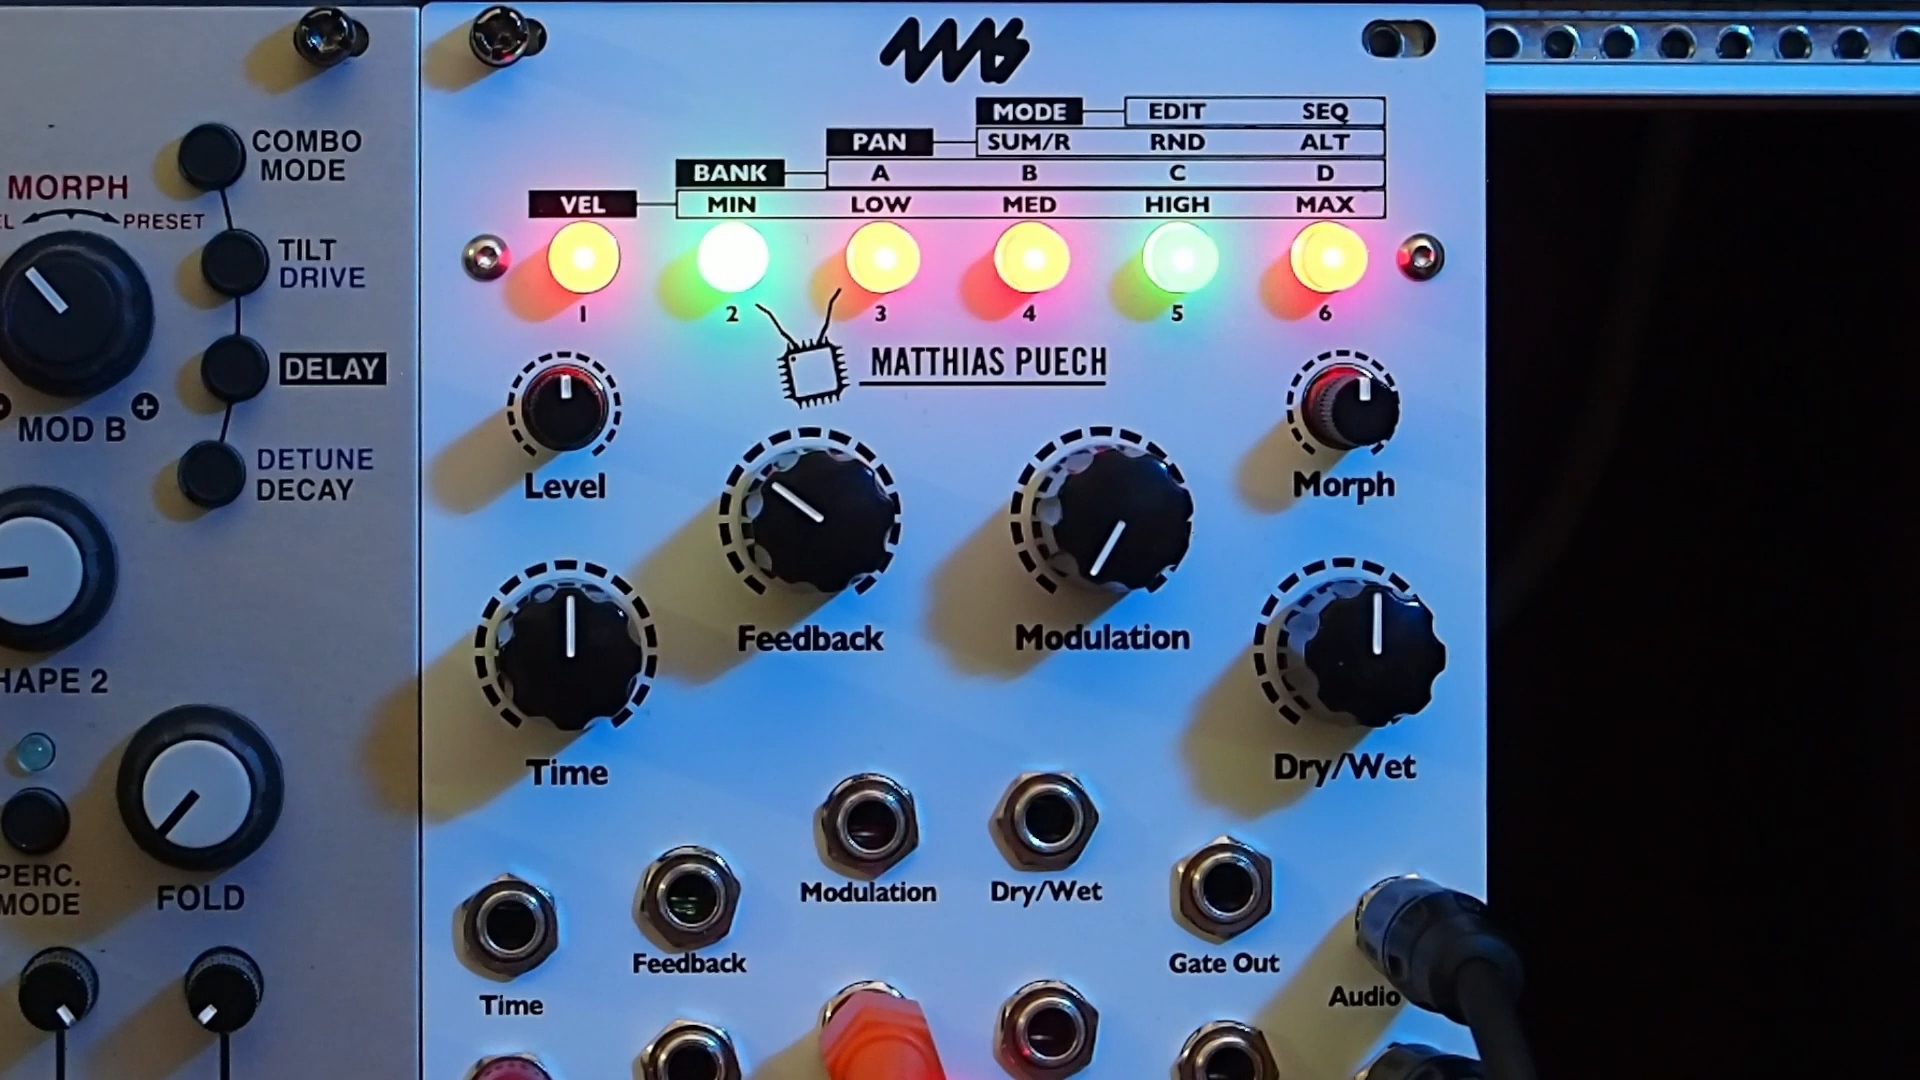 COMBO
MODE
MORPH
PRESET
TILT
DRIVE
DELAY
MOD B
DETUNE
DECAY
PERC.
MODE
FOLD
MODE EDIT SEQ
PAN SUM/R RND ALT
BANK A B C D
VEL MIN LOW MED HIGH MAX
1 2 3 4 5 6
MATTHIAS PUECH
Level
Morph
Feedback
Modulation
Time
Dry/Wet
Modulation
Dry/Wet
Feedback
Gate Out
Time
Audio